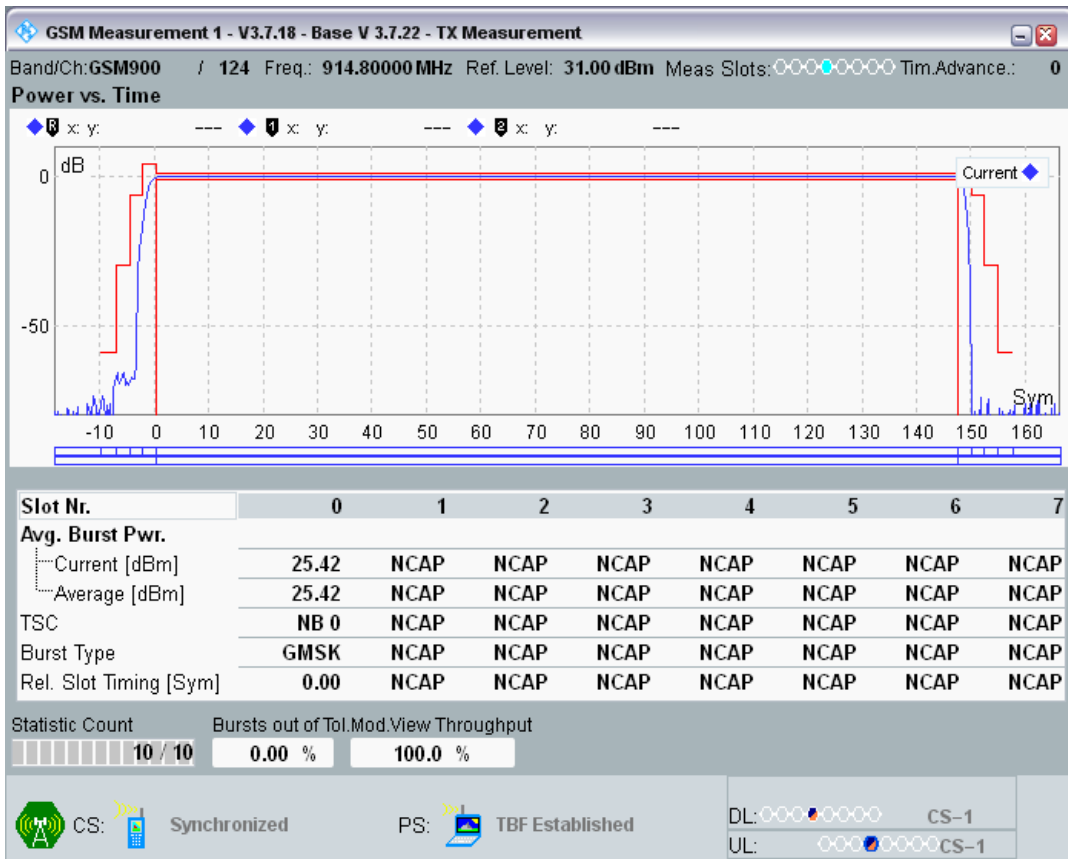 GSM Measurement 1 - V3.7.18 - Base V 3.7.22 - TX Measurement
Band/Ch:GSM900 / 124 Freq.: 914.80000 MHz Ref. Level: 31.00 dBm Meas Slots: Tim.Advance.: 0
Power vs. Time
R x: y: --- 1 x: y: --- 2 x: y: ---
dB
Current
0
-50
Sym
-10 0 10 20 30 40 50 60 70 80 90 100 110 120 130 140 150 160
Slot Nr. 0 1 2 3 4 5 6 7
Avg. Burst Pwr.
Current [dBm] 25.42 NCAP NCAP NCAP NCAP NCAP NCAP NCAP
Average [dBm] 25.42 NCAP NCAP NCAP NCAP NCAP NCAP NCAP
TSC NB 0 NCAP NCAP NCAP NCAP NCAP NCAP NCAP
Burst Type GMSK NCAP NCAP NCAP NCAP NCAP NCAP NCAP
Rel. Slot Timing [Sym] 0.00 NCAP NCAP NCAP NCAP NCAP NCAP NCAP
Statistic Count Bursts out of Tol.Mod.View Throughput
10 / 10 0.00 % 100.0 %
CS: Synchronized PS: TBF Established
DL: CS-1
UL: CS-1